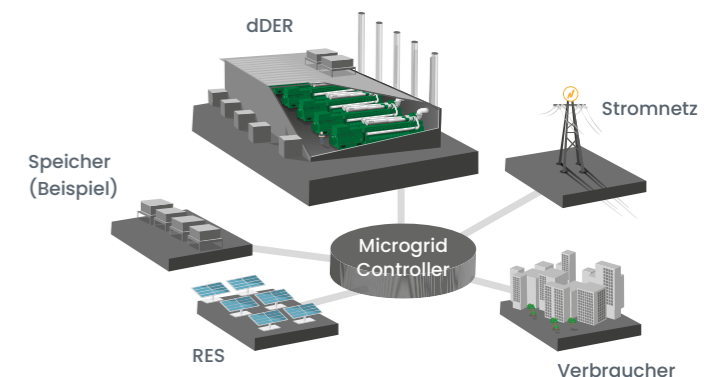 dDER
Stromnetz
Speicher
(Beispiel)
Microgrid
Controller
RES
Verbraucher